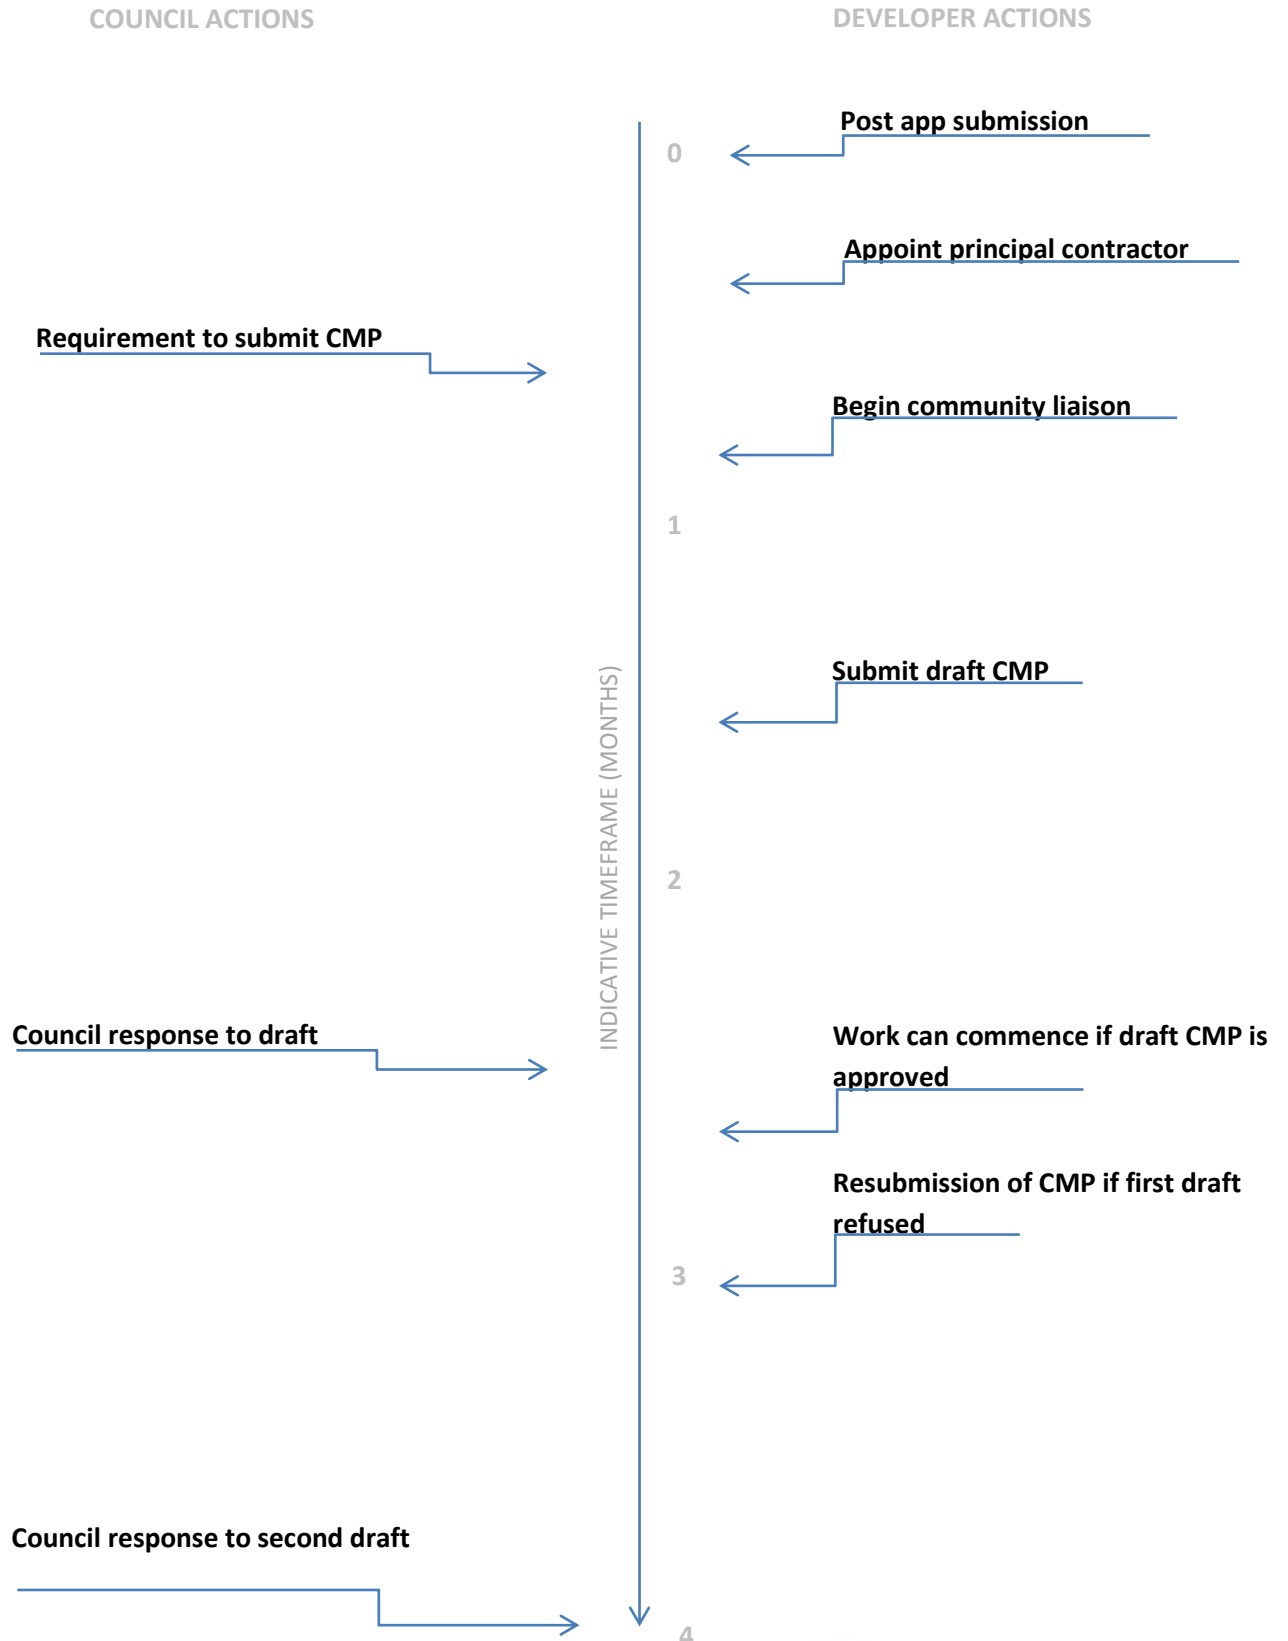 COUNCIL ACTIONS
DEVELOPER ACTIONS
Post app submission
0
Appoint principal contractor
Requirement to submit CMP
Begin community liaison
1
Submit draft CMP
INDICATIVE TIMEFRAME (MONTHS)
2
Council response to draft
Work can commence if draft CMP is
approved
Resubmission of CMP if first draft
refused
3
Council response to second draft
4